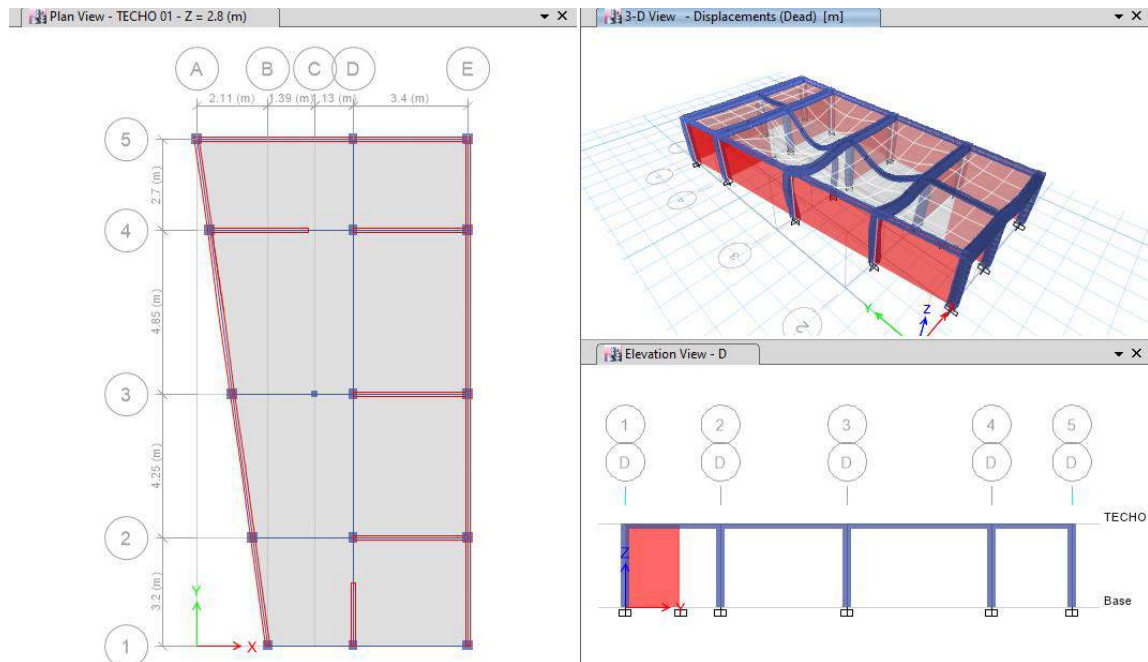 Plan View - TECHO 01 - Z = 2.8 (m)
A B C D E
2.11 (m) 1.39 (m) 1.13 (m) 3.4 (m)
5
2.7 (m)
4
4.85 (m)
3
4.25 (m)
2
3.2 (m)
1
Y
X
3-D View - Displacements (Dead) [m]
2
Y
Z
Elevation View - D
1 2 3 4 5
D D D D D
TECHO
Z
Base